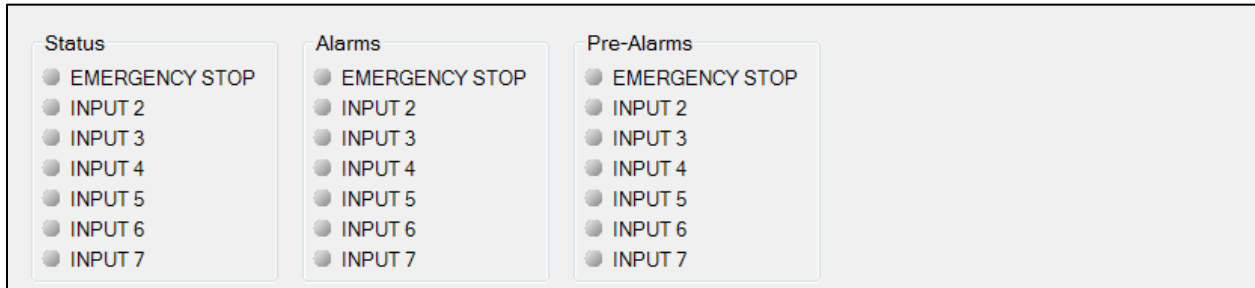 Status
EMERGENCY STOP
INPUT 2
INPUT 3
INPUT 4
INPUT 5
INPUT 6
INPUT 7
Alarms
EMERGENCY STOP
INPUT 2
INPUT 3
INPUT 4
INPUT 5
INPUT 6
INPUT 7
Pre-Alarms
EMERGENCY STOP
INPUT 2
INPUT 3
INPUT 4
INPUT 5
INPUT 6
INPUT 7